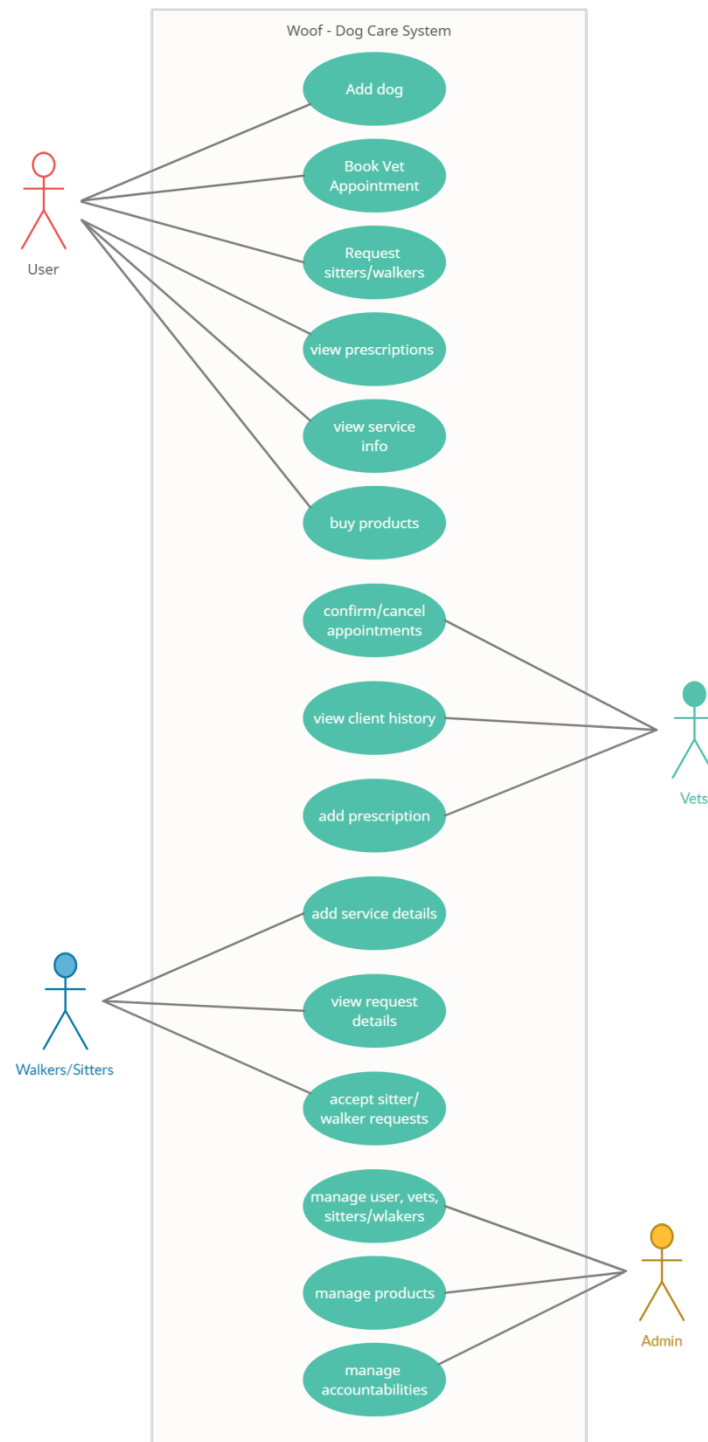 Woof - Dog Care System
Add dog
Book Vet
Appointment
Request
sitters/walkers
User
view prescriptions
view service
info
buy products
confirm/cancel
appointments
view client history
Vets
add prescription
add service details
view request
details
Walkers/Sitters
accept sitter/
walker requests
manage user, vets,
sitters/wlakers
manage products
Admin
manage
accountabilities